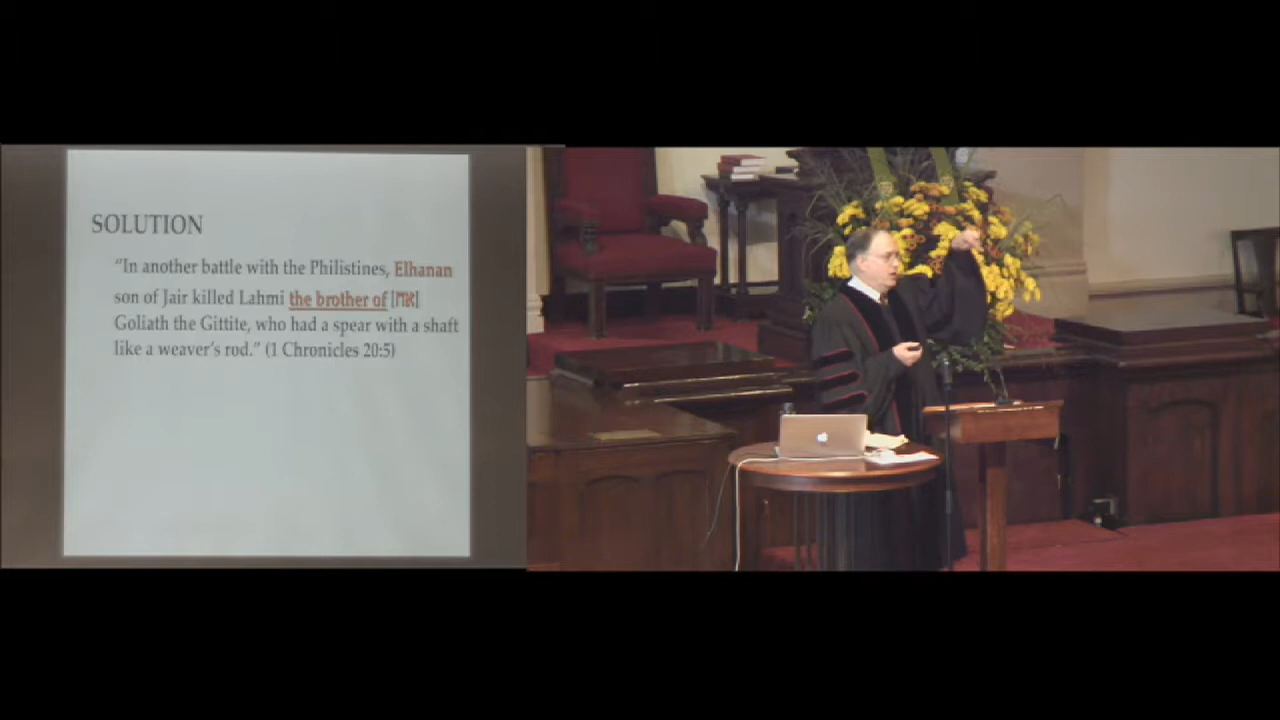 SOLUTION
“In another battle with the Philistines, Elhanan
son of Jair killed Lahmi the brother of
Goliath the Gittite, who had a spear with a shaft
like a weaver’s rod.” (1 Chronicles 20:5)